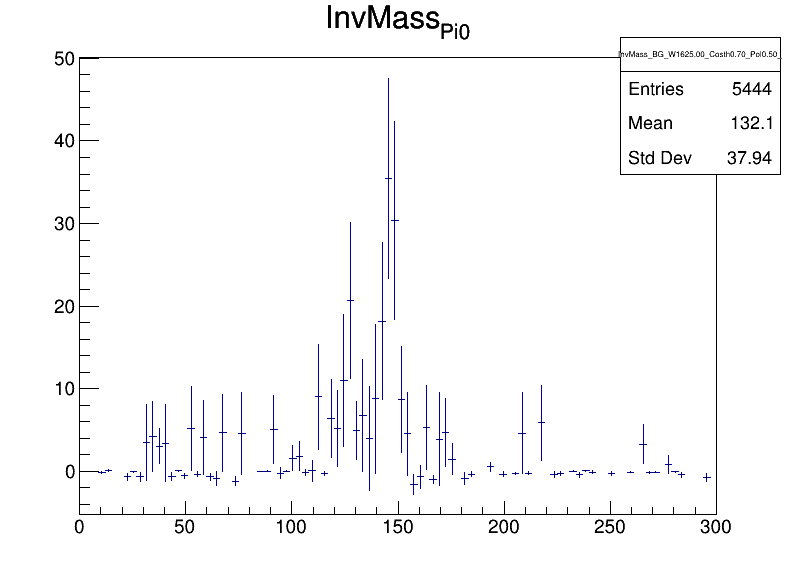 InvMass_Pi0
InvMass_BG_W1625.00_Costh0.70_Pol0.50_
Entries 5444
Mean 132.1
Std Dev 37.94
50
40
30
20
10
0
0 50 100 150 200 250 300